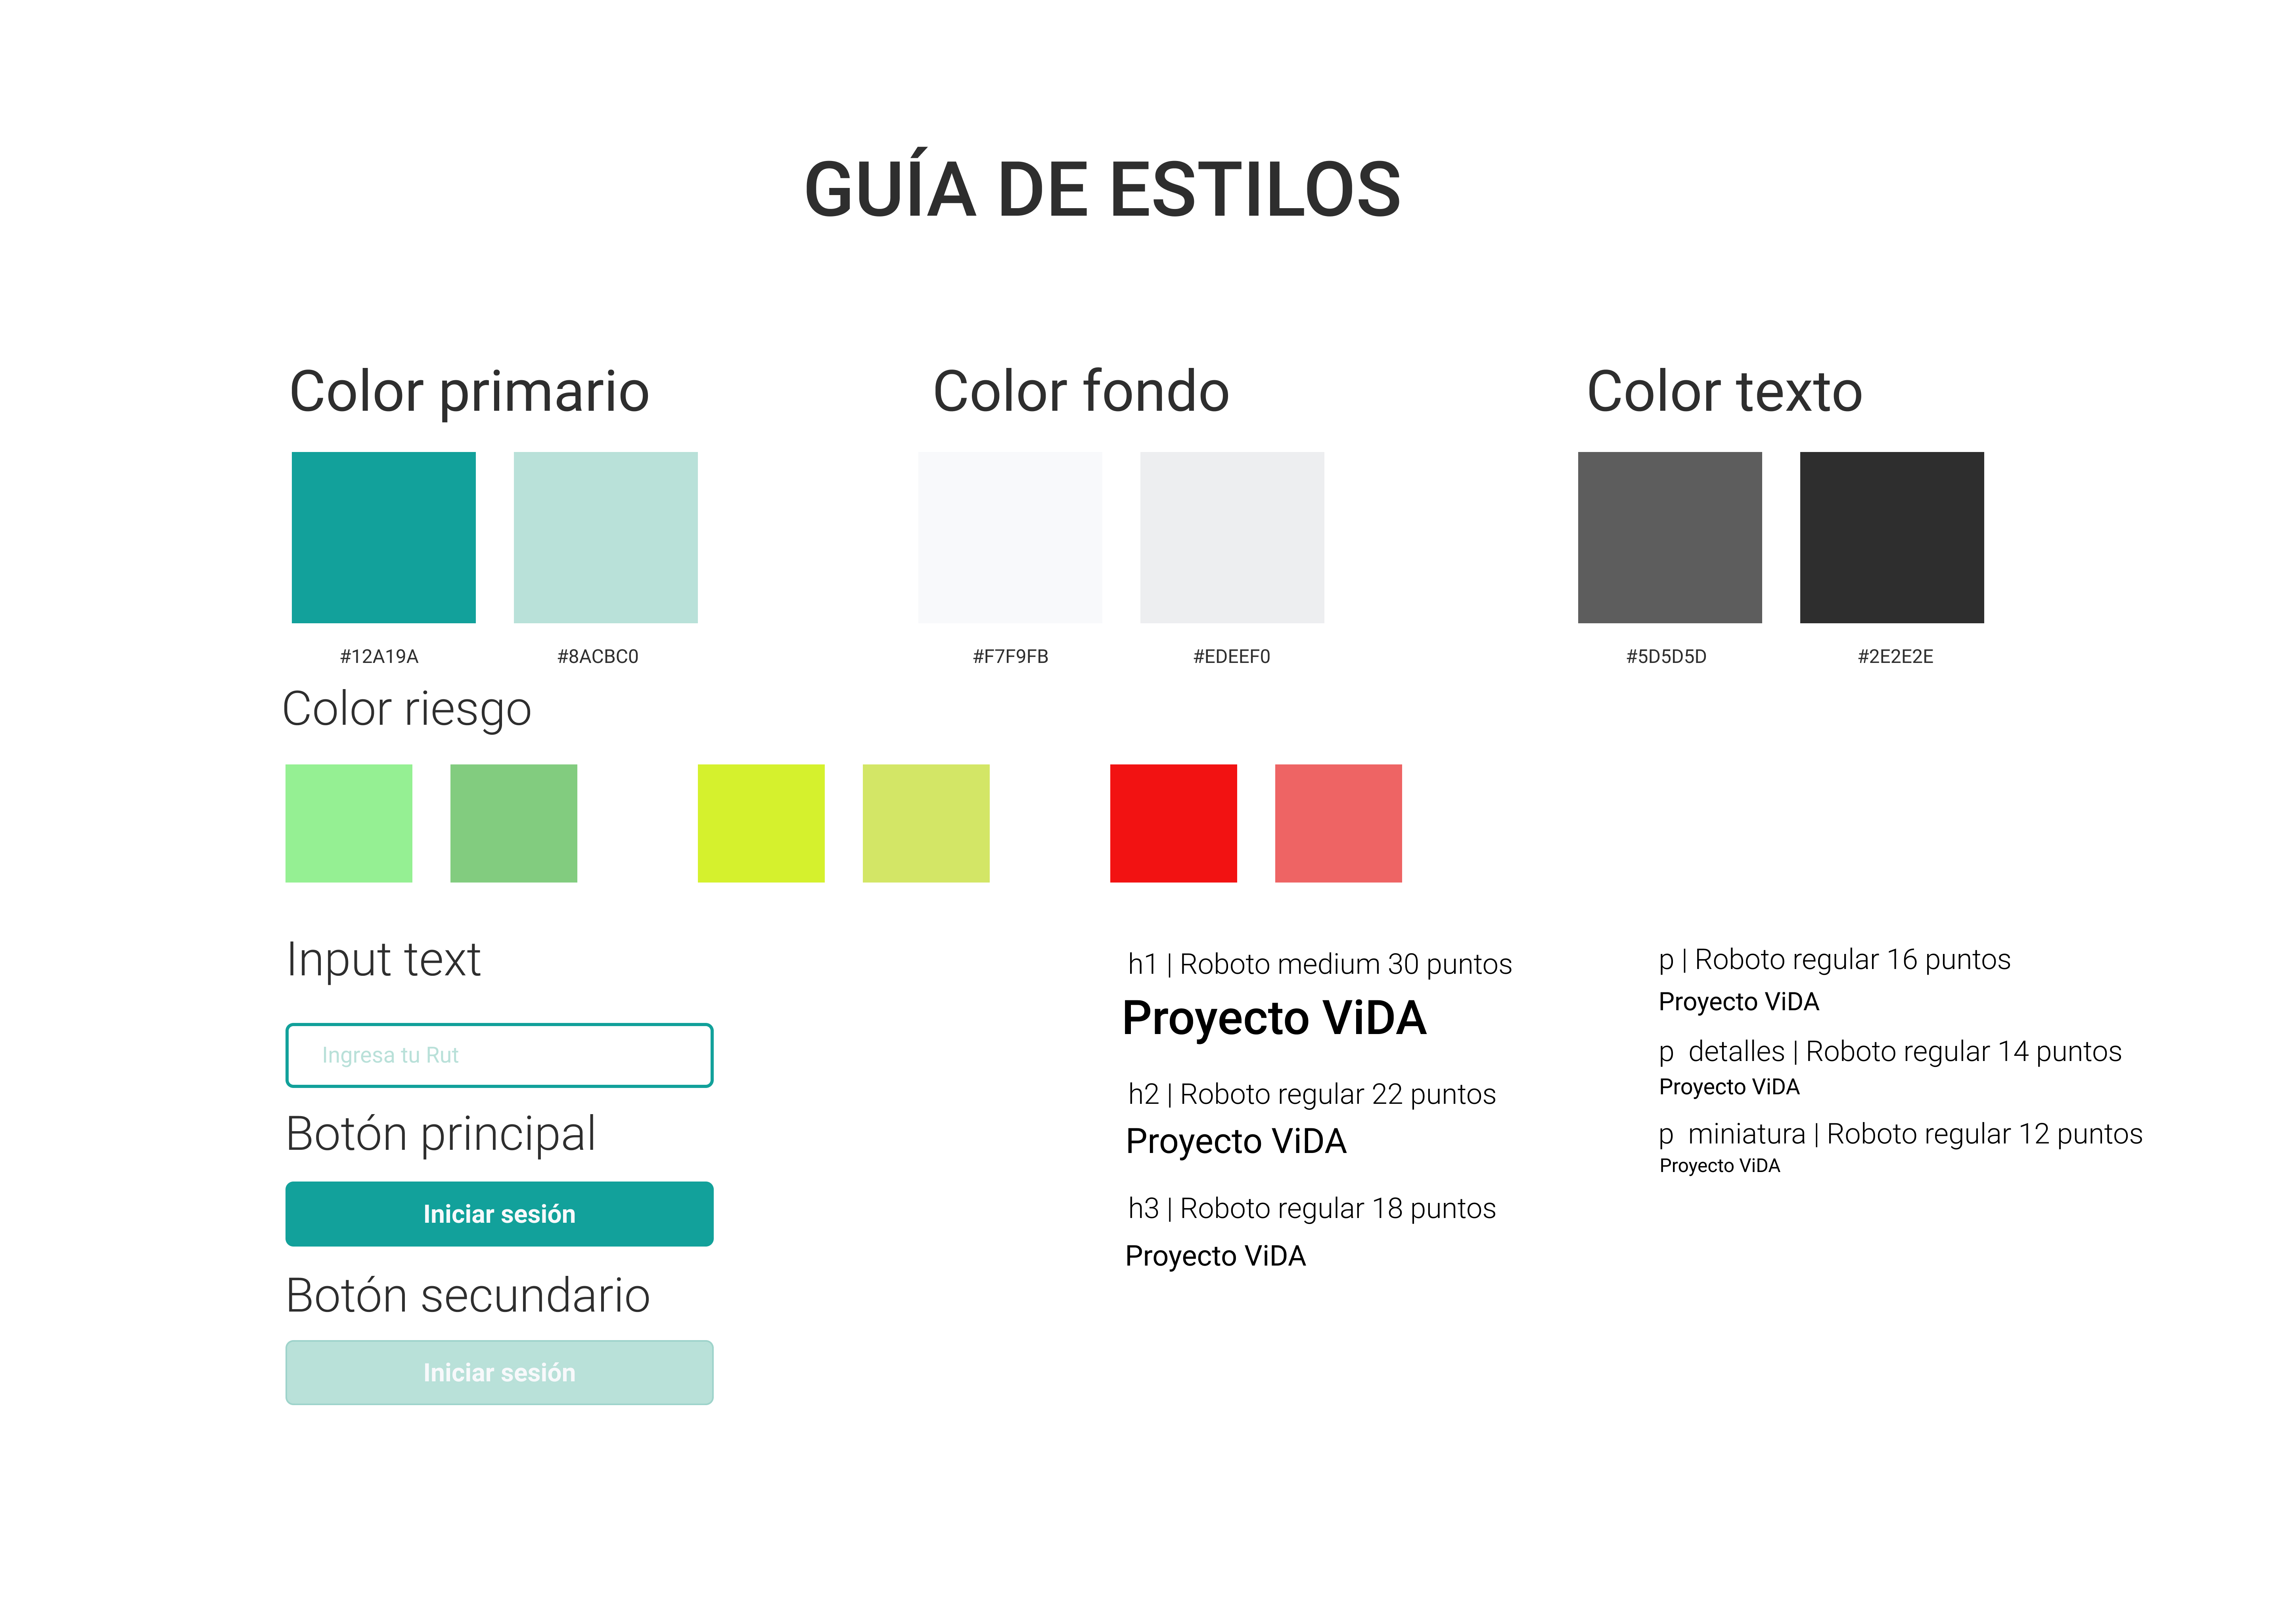 GUÍA DE ESTILOS
Color primario
Color fondo
Color texto
#12A19A
#8ACBC0
#F7F9FB
#EDEEF0
#5D5D5D
#2E2E2E
Color riesgo
Input text
Ingresa tu Rut
Botón principal
Iniciar sesión
Botón secundario
Iniciar sesión
h1 | Roboto medium 30 puntos
Proyecto ViDA
h2 | Roboto regular 22 puntos
Proyecto ViDA
h3 | Roboto regular 18 puntos
Proyecto ViDA
p | Roboto regular 16 puntos
Proyecto ViDA
p detalles | Roboto regular 14 puntos
Proyecto ViDA
p miniatura | Roboto regular 12 puntos
Proyecto ViDA